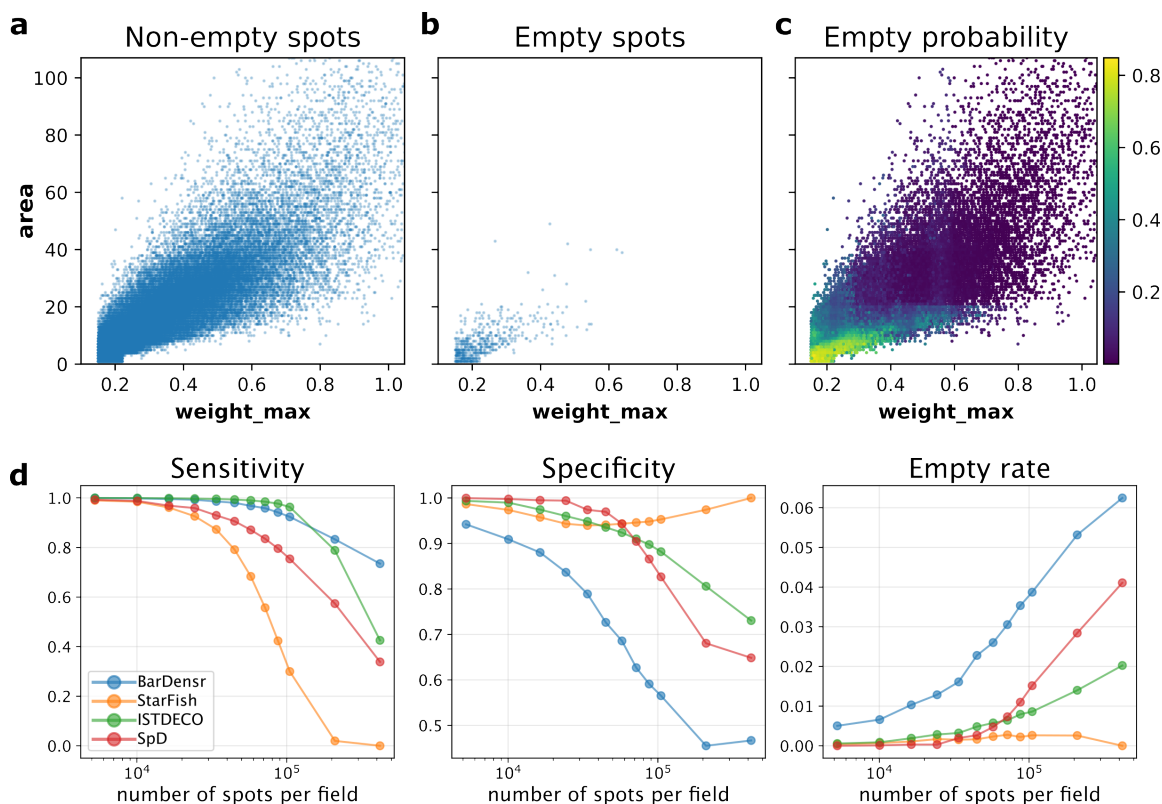 a
Non-empty spots
b
Empty spots
c
Empty probability
100
80
60
40
20
0
area
0.2 0.4 0.6 0.8 1.0
weight_max
0.2 0.4 0.6 0.8 1.0
weight_max
0.2 0.4 0.6 0.8 1.0
weight_max
0.8
0.6
0.4
0.2
d
Sensitivity
Specificity
Empty rate
1.0
0.8
0.6
0.4
0.2
0.0
BarDensr
StarFish
ISTDECO
SpD
10⁴ 10⁵
number of spots per field
1.0
0.9
0.8
0.7
0.6
0.5
10⁴ 10⁵
number of spots per field
0.06
0.05
0.04
0.03
0.02
0.01
0.00
10⁴ 10⁵
number of spots per field